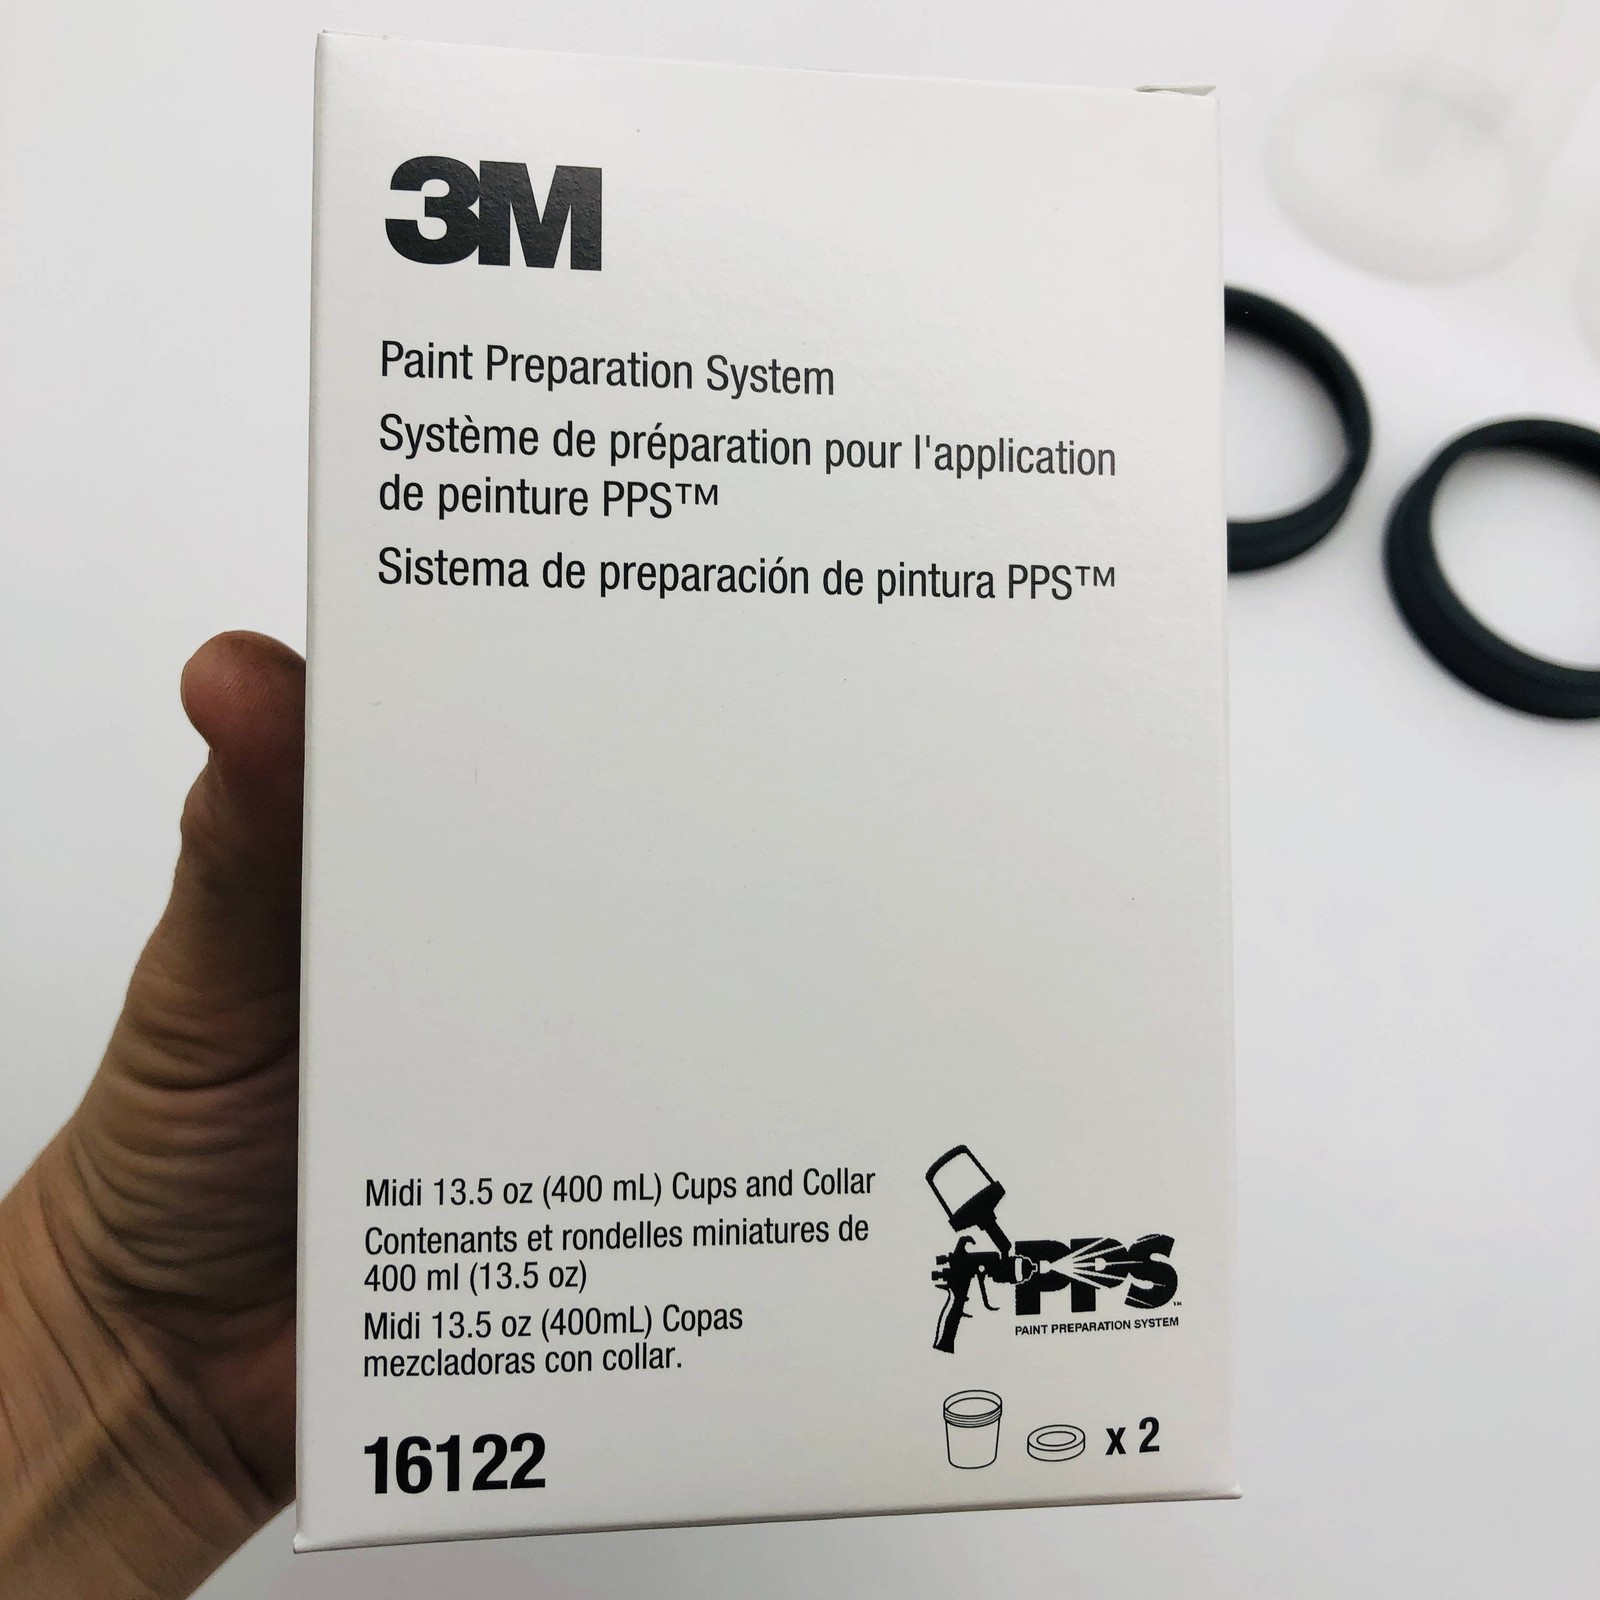 3M
Paint Preparation System
Système de préparation pour l'application
de peinture PPS™
Sistema de preparación de pintura PPS™
Midi 13.5 oz (400 mL) Cups and Collar
Contenants et rondelles miniatures de
400 ml (13.5 oz)
Midi 13.5 oz (400mL) Copas
mezcladoras con collar.
16122
PPS™
PAINT PREPARATION SYSTEM
x 2